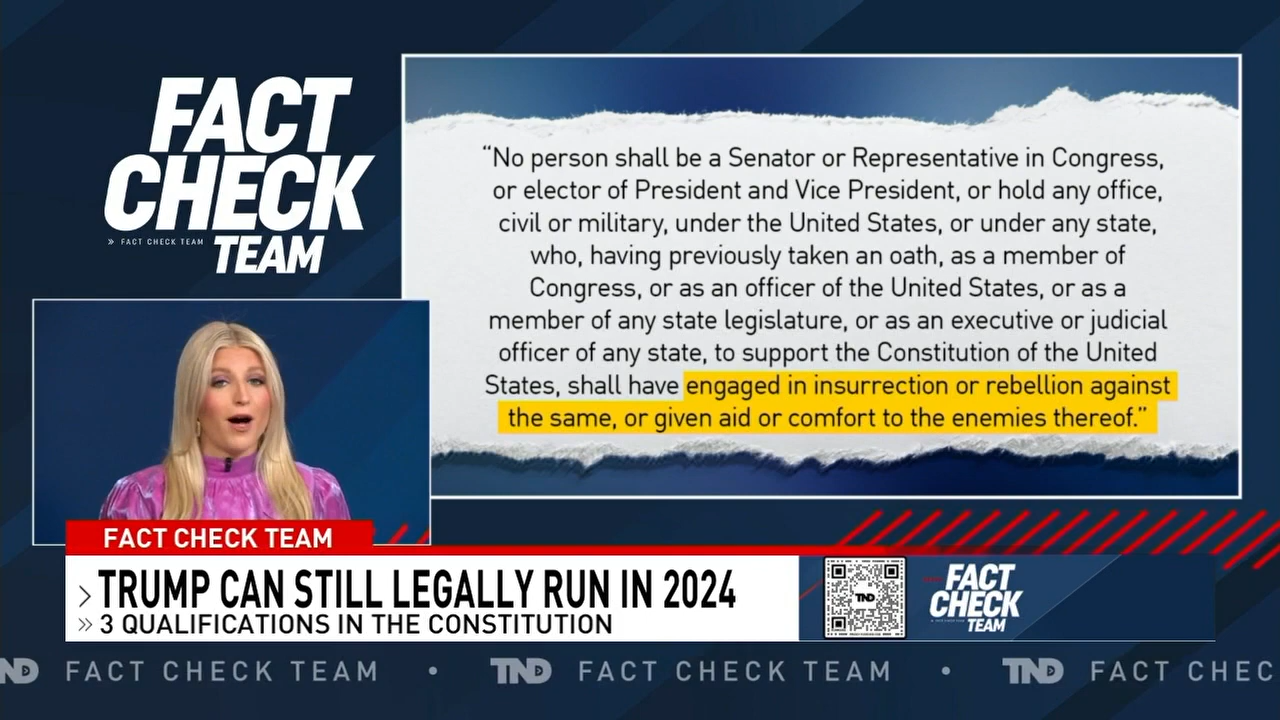 FACT
CHECK
» FACT CHECK TEAM
TEAM
“No person shall be a Senator or Representative in Congress,
or elector of President and Vice President, or hold any office,
civil or military, under the United States, or under any state,
who, having previously taken an oath, as a member of
Congress, or as an officer of the United States, or as a
member of any state legislature, or as an executive or judicial
officer of any state, to support the Constitution of the United
States, shall have engaged in insurrection or rebellion against
the same, or given aid or comfort to the enemies thereof.”
FACT CHECK TEAM
> TRUMP CAN STILL LEGALLY RUN IN 2024
» 3 QUALIFICATIONS IN THE CONSTITUTION
TND
FACT
CHECK
TEAM
ND FACT CHECK TEAM • TND FACT CHECK TEAM • TND FACT CHEC